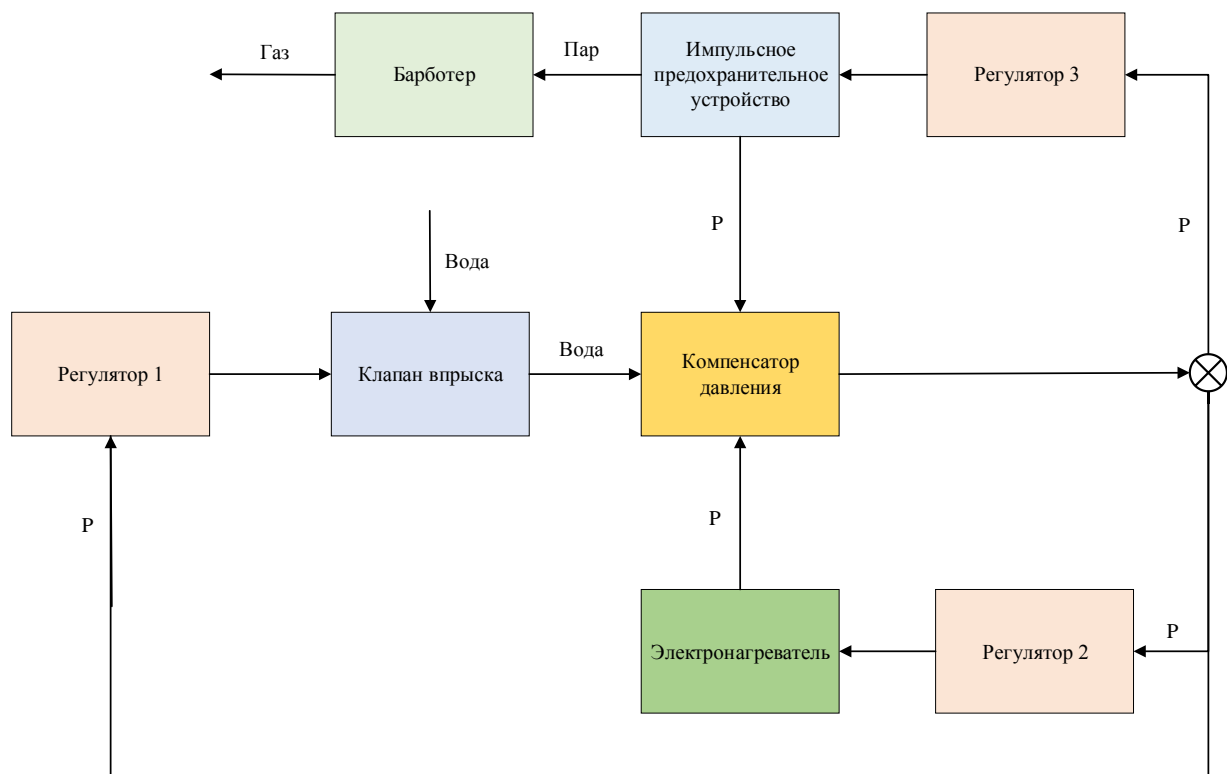 Газ
Барботер
Пар
Импульсное
предохранительное
устройство
Регулятор 3
Р
Р
Вода
Регулятор 1
Клапан впрыска
Вода
Компенсатор
давления
Р
Р
Электронагреватель
Регулятор 2
Р